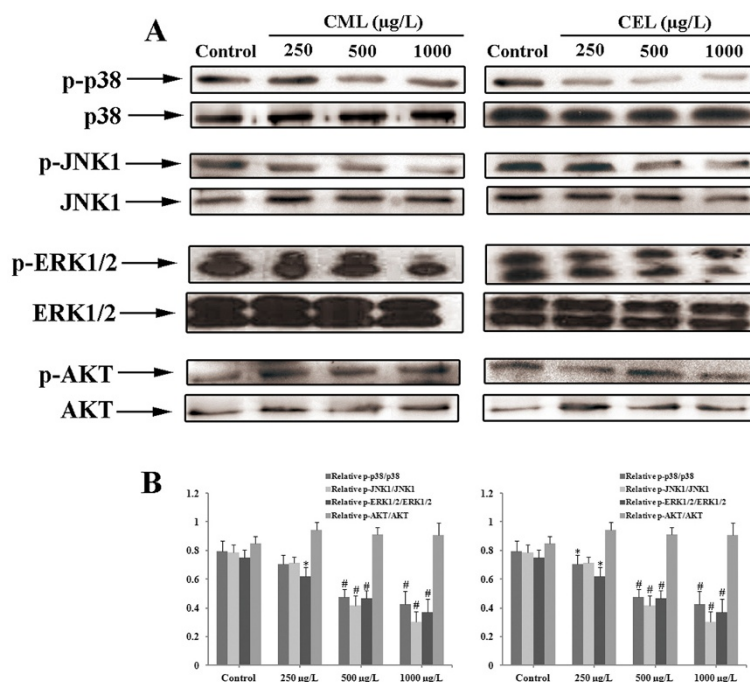 A
CML (μg/L)
CEL (μg/L)
Control 250 500 1000
Control 250 500 1000
p-p38
p38
p-JNK1
JNK1
p-ERK1/2
ERK1/2
p-AKT
AKT
B
Relative p-p38/p38
Relative p-JNK1/JNK1
Relative p-ERK1/2/ERK1/2
Relative p-AKT/AKT
1.2
1
0.8
0.6
0.4
0.2
0
*
# # #
# # #
Control 250 μg/L 500 μg/L 1000 μg/L
Relative p-p38/p38
Relative p-JNK1/JNK1
Relative p-ERK1/2/ERK1/2
Relative p-AKT/AKT
1.2
1
0.8
0.6
0.4
0.2
0
* *
# # #
# # #
Control 250 μg/L 500 μg/L 1000 μg/L